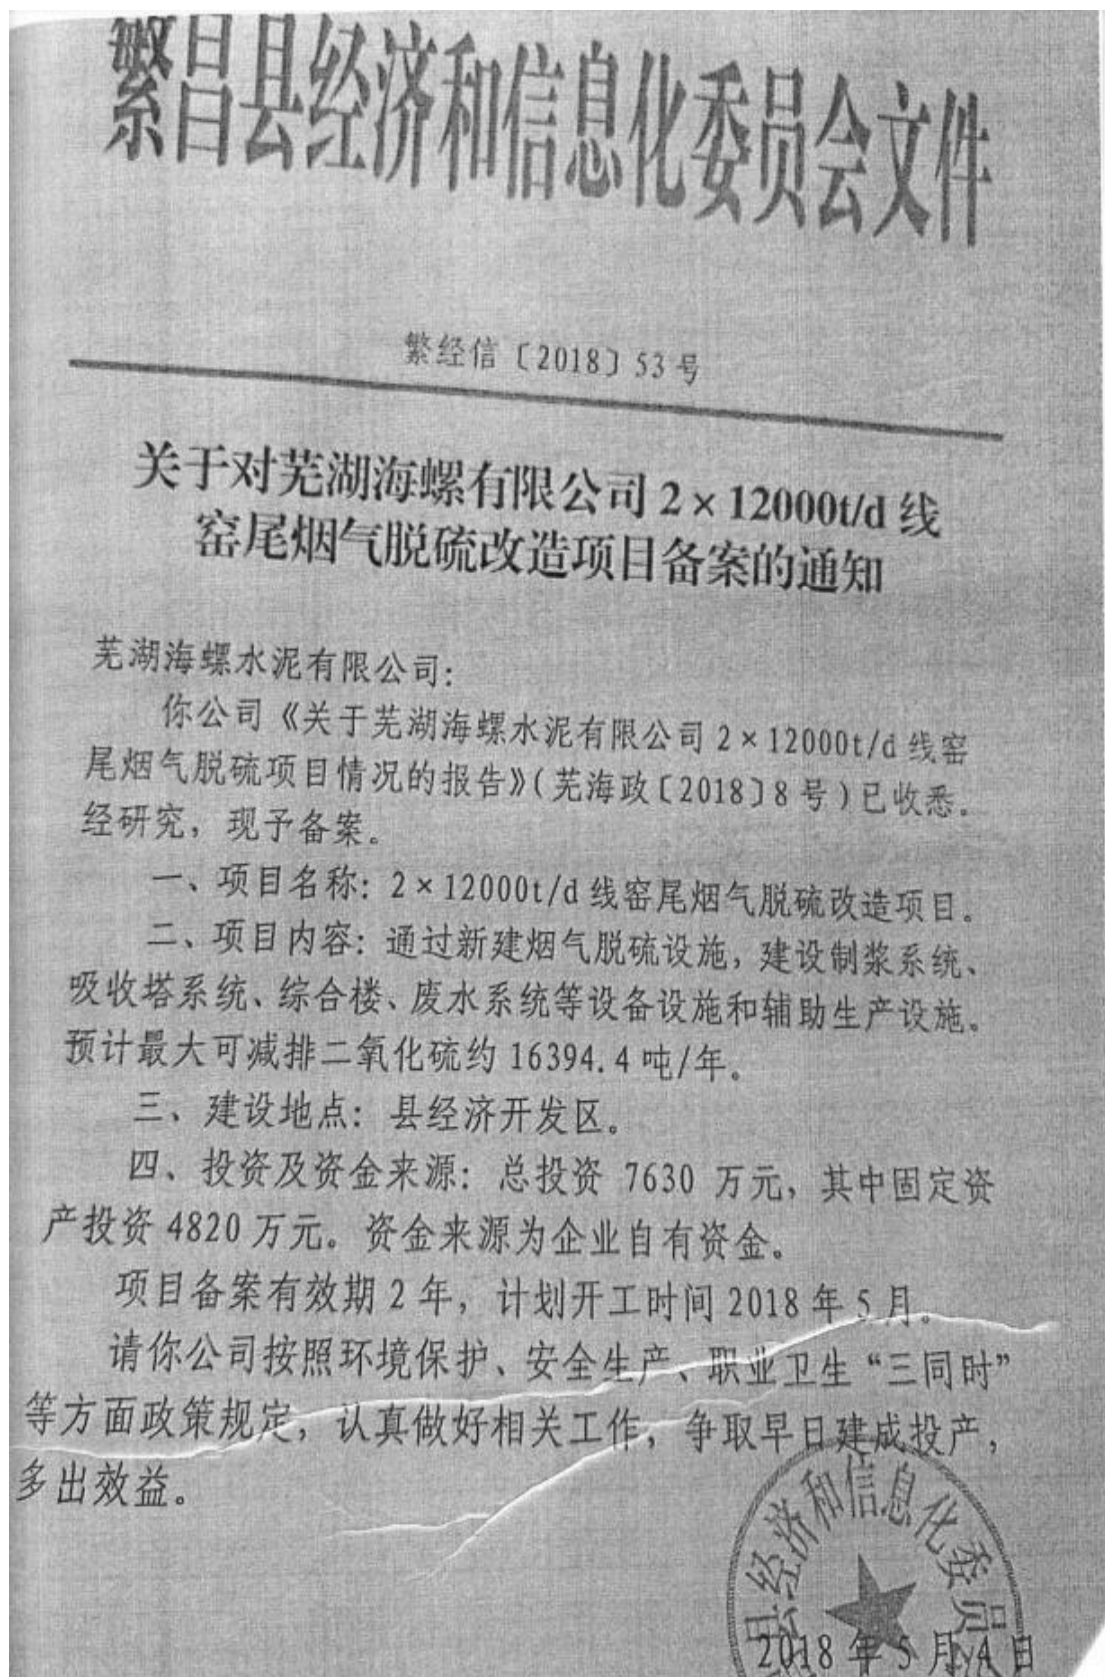 繁昌县经济和信息化委员会文件
繁经信〔2018〕53号
关于对芜湖海螺有限公司2×12000t/d线
窑尾烟气脱硫改造项目备案的通知
芜湖海螺水泥有限公司:
你公司《关于芜湖海螺水泥有限公司2×12000t/d线窑
尾烟气脱硫项目情况的报告》(芜海政〔2018〕8号)已收悉。
经研究，现予备案。
一、项目名称: 2×12000t/d线窑尾烟气脱硫改造项目。
二、项目内容: 通过新建烟气脱硫设施，建设制浆系统、
吸收塔系统、综合楼、废水系统等设备设施和辅助生产设施。
预计最大可减排二氧化硫约16394.4吨/年。
三、建设地点: 县经济开发区。
四、投资及资金来源: 总投资 7630 万元，其中固定资
产投资4820万元。资金来源为企业自有资金。
项目备案有效期2年，计划开工时间2018年5月。
请你公司按照环境保护、安全生产、职业卫生“三同时”
等方面政策规定，认真做好相关工作，争取早日建成投产，
多出效益。
县经济和信息化委员会
2018年5月4日